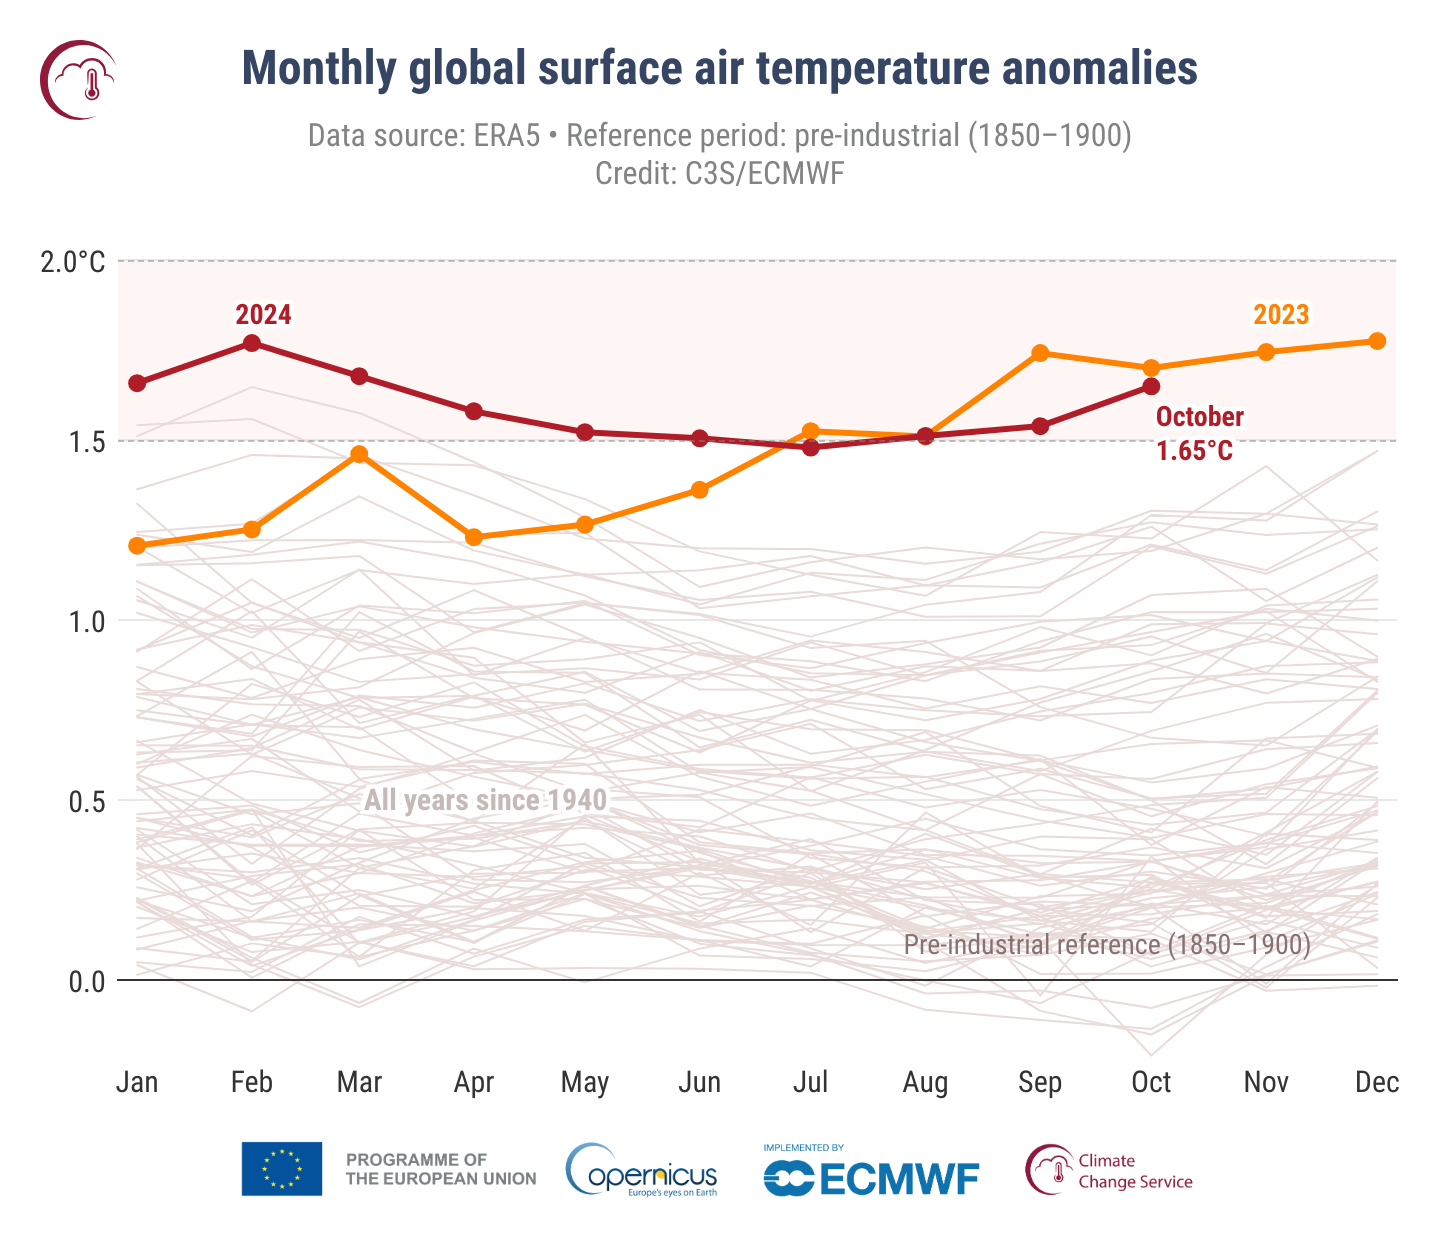 Monthly global surface air temperature anomalies
Data source: ERA5 • Reference period: pre-industrial (1850–1900)
Credit: C3S/ECMWF
2.0°C
2024
2023
October
1.65°C
1.5
1.0
0.5
All years since 1940
Pre-industrial reference (1850–1900)
0.0
Jan Feb Mar Apr May Jun Jul Aug Sep Oct Nov Dec
PROGRAMME OF
THE EUROPEAN UNION
opernicus
Europe's eyes on Earth
IMPLEMENTED BY
ECMWF
Climate
Change Service